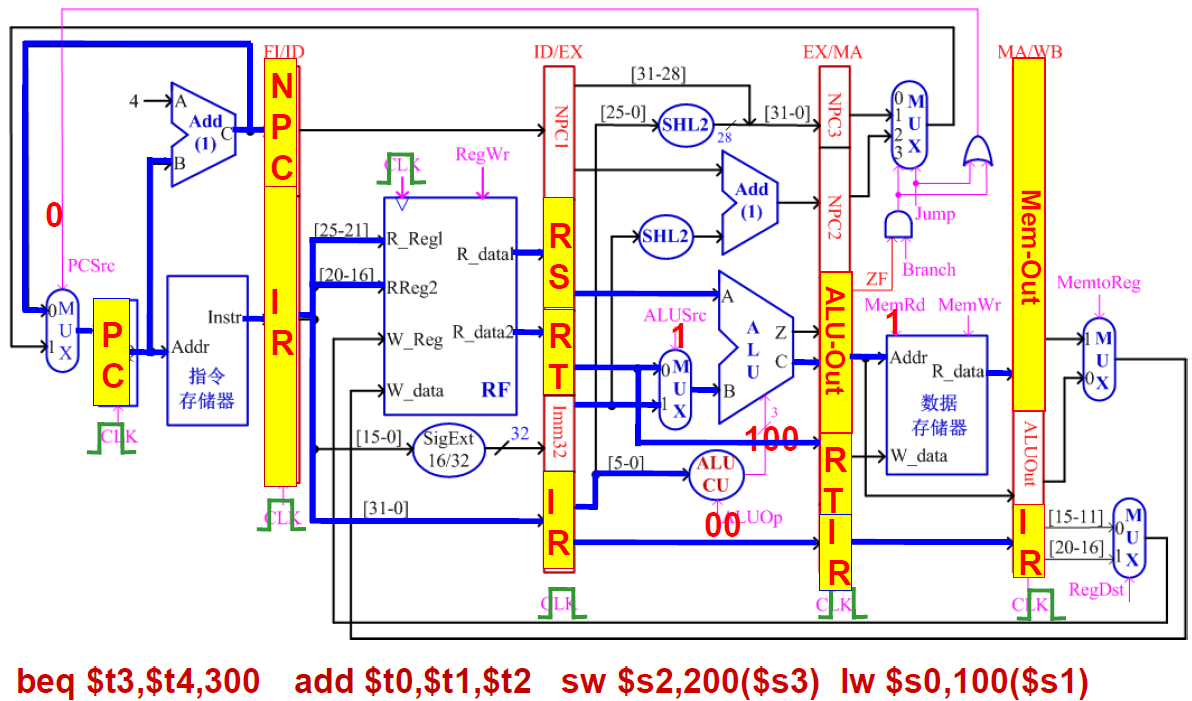 FI/ID
ID/EX
EX/MA
MA/WB
4
A
Add
(1)
C
B
NPC
IR
0
PCSrc
0
MUX
1
PC
CLK
Addr
Instr
指令
存储器
CLK
CLK
RegWr
[25-21]
R_Reg1
[20-16]
RReg2
W_Reg
W_data
R_data1
R_data2
RF
[15-0]
SigExt
16/32
32
[31-0]
NPC1
RS
RT
Imm32
IR
CLK
[31-28]
[25-0]
SHL2
28
[31-0]
SHL2
Add
(1)
ALUSrc
1
0
MUX
1
A
ALU
B
Z
C
3
100
[5-0]
ALU
CU
00
ALUOp
NPC3
NPC2
ALU-Out
RT
IR
CLK
0
1
2
3
MUX
Jump
Branch
ZF
MemRd
1
MemWr
Addr
R_data
数据
存储器
W_data
Mem-Out
ALUOut
IR
CLK
MemtoReg
1
MUX
0
[15-11]
[20-16]
0
MUX
1
RegDst
beq $t3,$t4,300 add $t0,$t1,$t2 sw $s2,200($s3) lw $s0,100($s1)